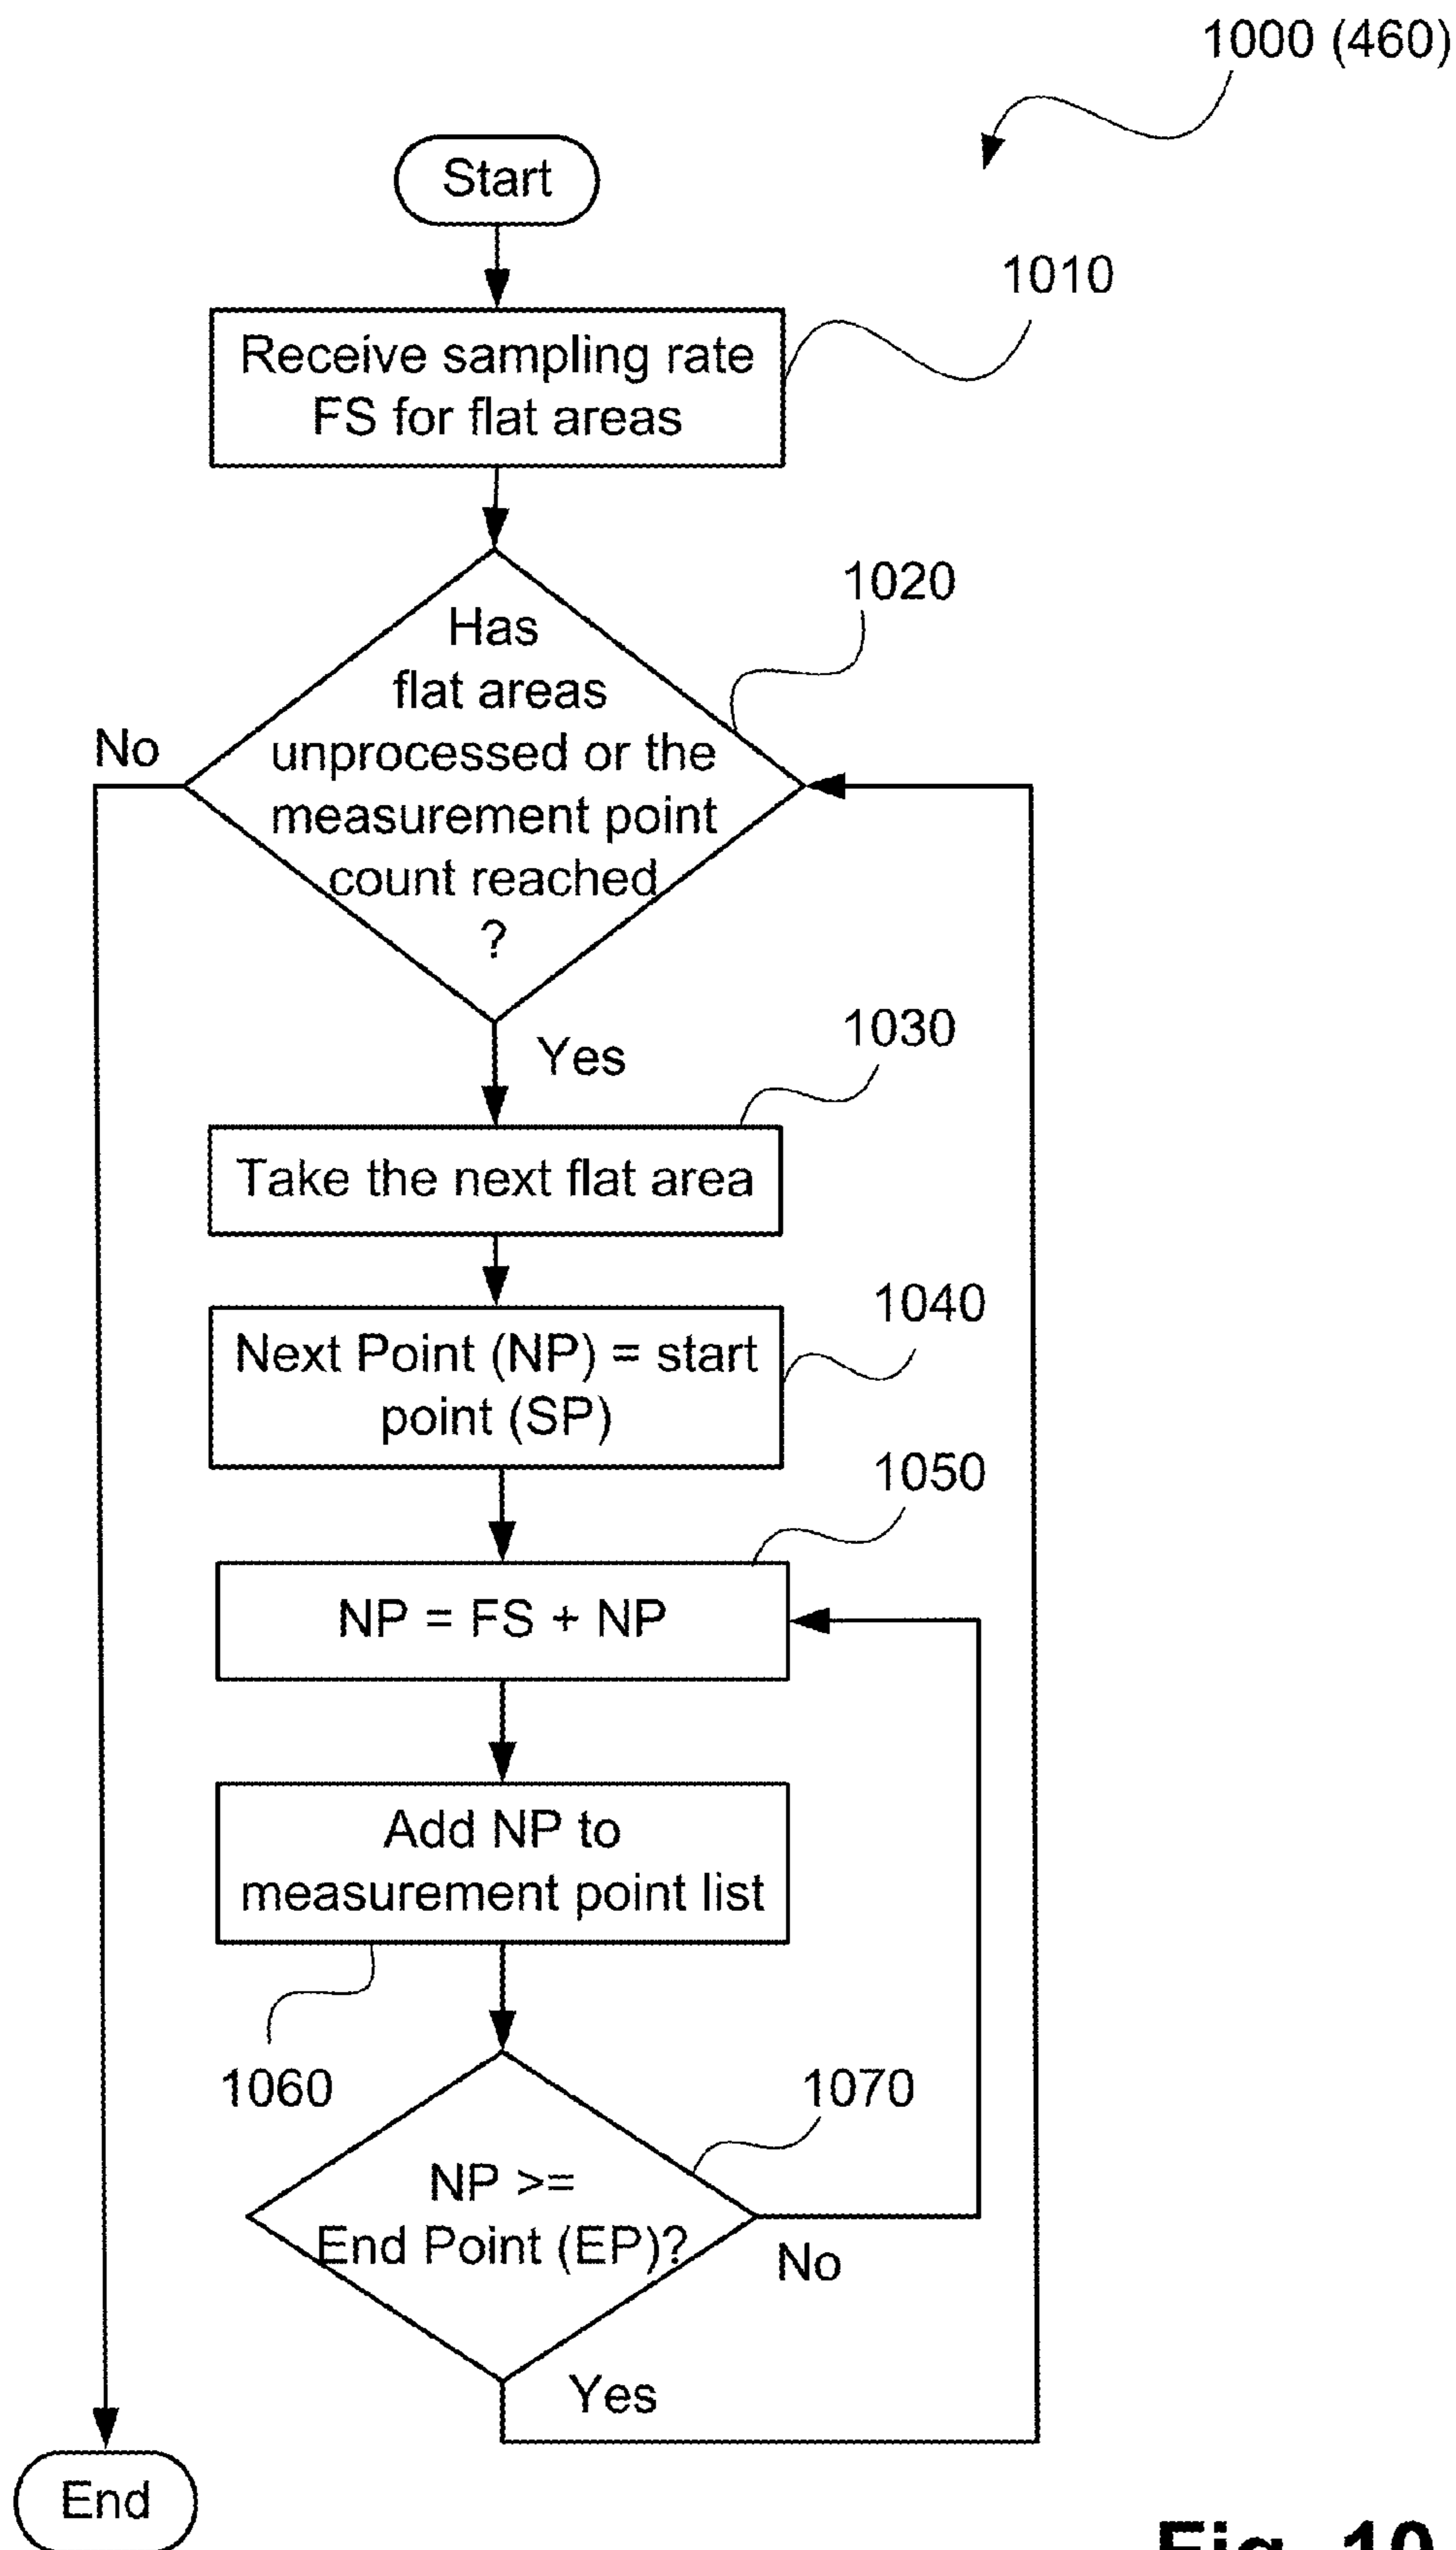 1000 (460)
Start
1010
Receive sampling rate
FS for flat areas
1020
Has
flat areas
unprocessed or the
measurement point
count reached
?
No
Yes
1030
Take the next flat area
1040
Next Point (NP) = start
point (SP)
1050
NP = FS + NP
Add NP to
measurement point list
1060
1070
NP >=
End Point (EP)?
No
Yes
End
Fig. 10